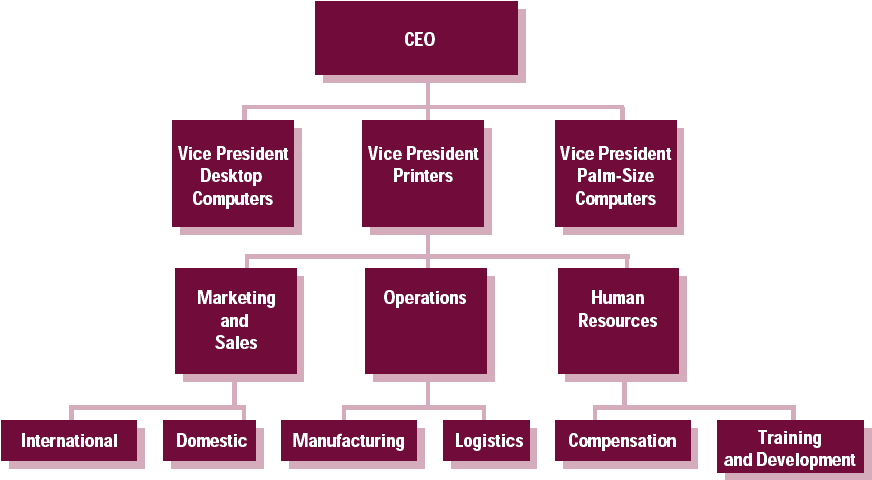 CEO
Vice President
Desktop
Computers
Vice President
Printers
Vice President
Palm-Size
Computers
Marketing
and
Sales
Operations
Human
Resources
International
Domestic
Manufacturing
Logistics
Compensation
Training
and Development